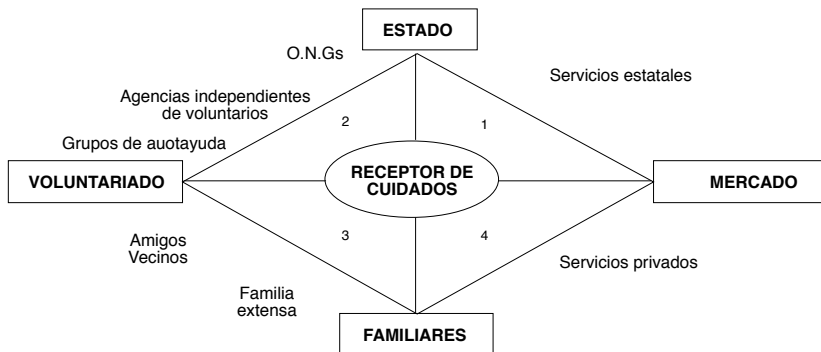 ESTADO
O.N.Gs
Servicios estatales
Agencias independientes
de voluntarios
2
1
Grupos de auotayuda
VOLUNTARIADO
RECEPTOR DE
CUIDADOS
MERCADO
Amigos
Vecinos
3
4
Servicios privados
Familia
extensa
FAMILIARES